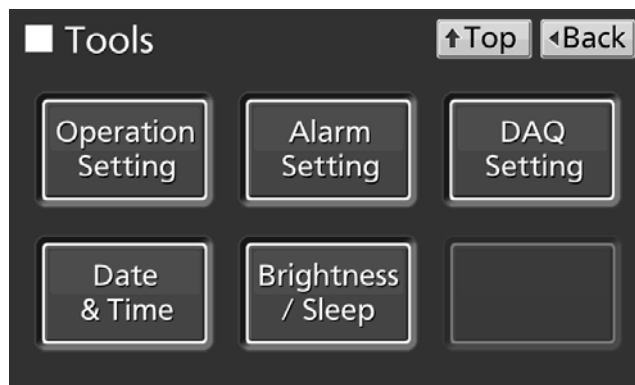 Tools
↑Top
◂Back
Operation
Setting
Alarm
Setting
DAQ
Setting
Date
& Time
Brightness
/ Sleep